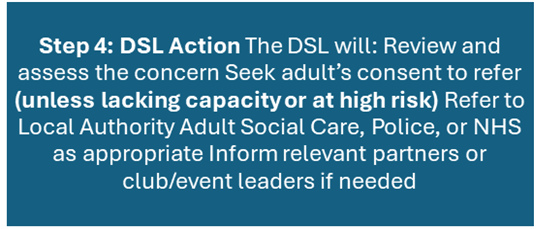 Step 4: DSL Action The DSL will: Review and
assess the concern Seek adult’s consent to refer
(unless lacking capacity or at high risk) Refer to
Local Authority Adult Social Care, Police, or NHS
as appropriate Inform relevant partners or
club/event leaders if needed